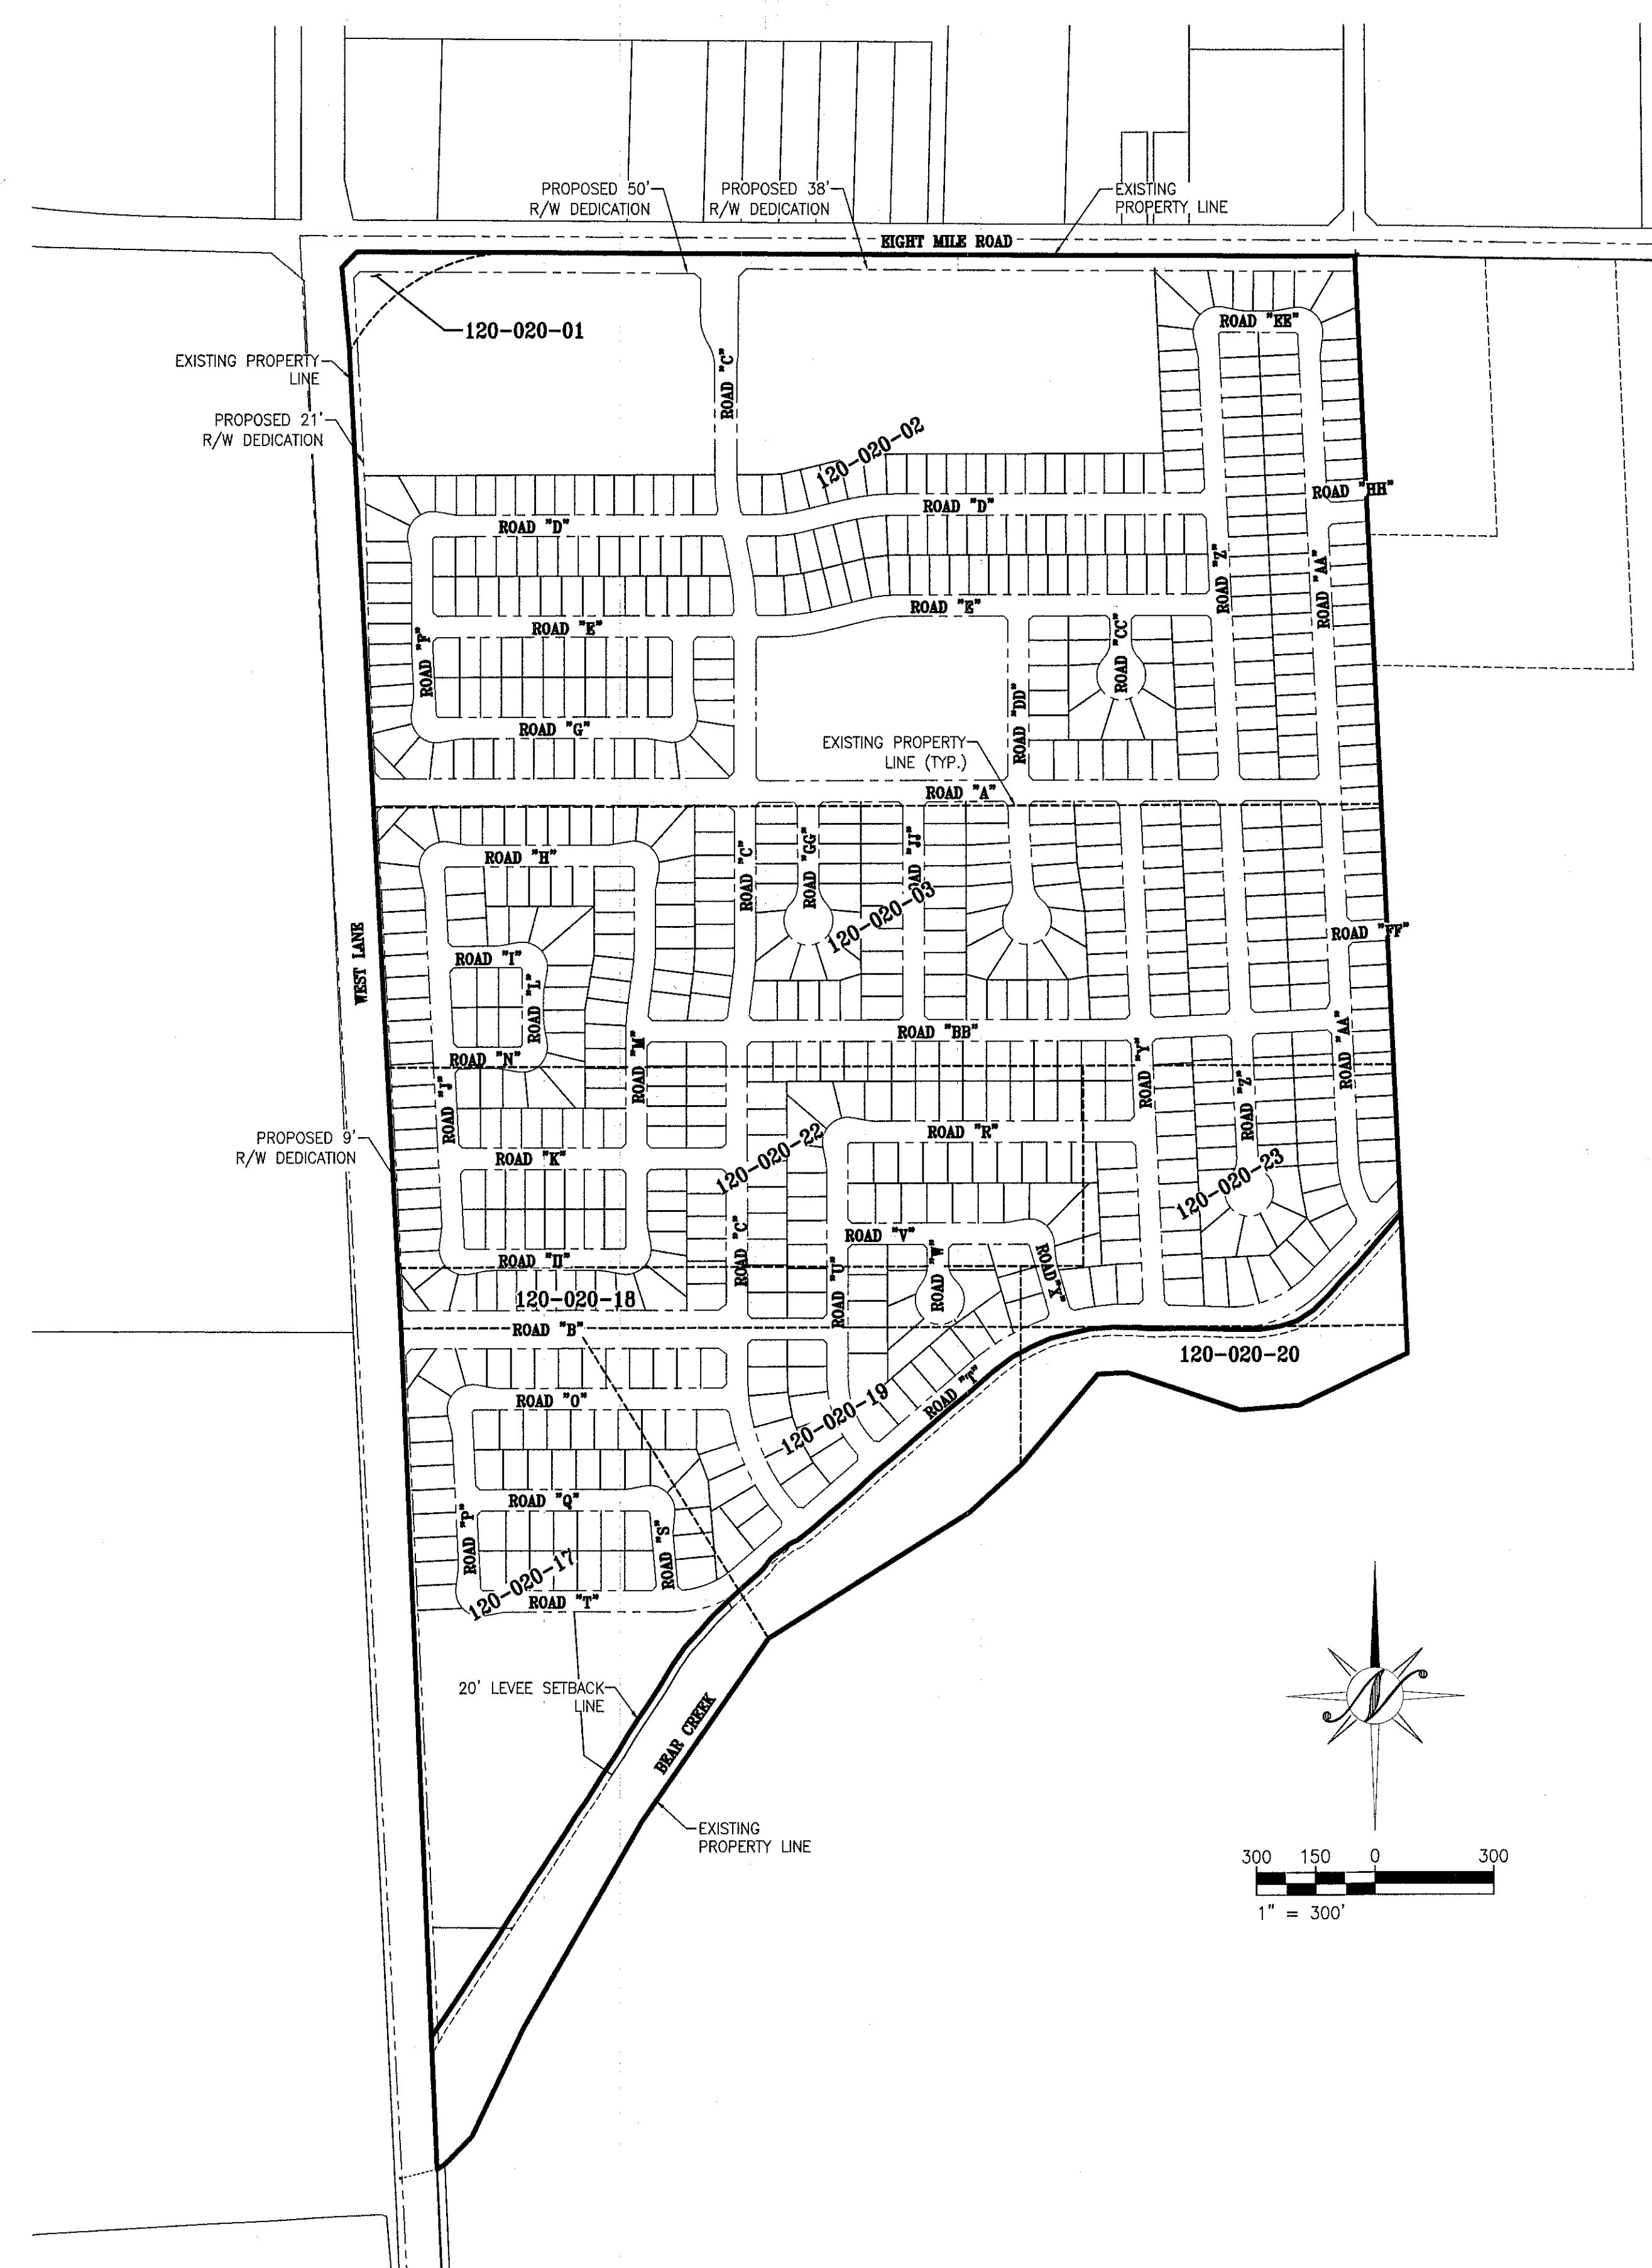 PROPOSED 50'
R/W DEDICATION
PROPOSED 38'
R/W DEDICATION
EXISTING
PROPERTY LINE
EIGHT MILE ROAD
120-020-01
ROAD "EE"
EXISTING PROPERTY
LINE
ROAD "C"
PROPOSED 21'
R/W DEDICATION
120-020-02
ROAD "HH"
ROAD "D"
ROAD "D"
ROAD "Z"
ROAD "AA"
ROAD "E"
ROAD "E"
ROAD "F"
ROAD "CC"
ROAD "DD"
ROAD "G"
EXISTING PROPERTY
LINE (TYP.)
ROAD "A"
ROAD "H"
ROAD "C"
ROAD "GG"
ROAD "JJ"
120-020-03
WEST LANE
ROAD "FF"
ROAD "I"
ROAD "L"
ROAD "BB"
ROAD "M"
ROAD "N"
ROAD "Y"
ROAD "AA"
ROAD "J"
ROAD "Z"
PROPOSED 9'
R/W DEDICATION
ROAD "R"
120-020-22
ROAD "K"
120-020-23
ROAD "C"
ROAD "V"
ROAD "W"
ROAD "X"
ROAD "II"
ROAD "U"
120-020-18
ROAD "B"
120-020-20
ROAD "T"
ROAD "O"
120-020-19
ROAD "Q"
ROAD "P"
ROAD "S"
120-020-17
ROAD "T"
20' LEVEE SETBACK
LINE
BEAR CREEK
EXISTING
PROPERTY LINE
300 150 0 300
1" = 300'